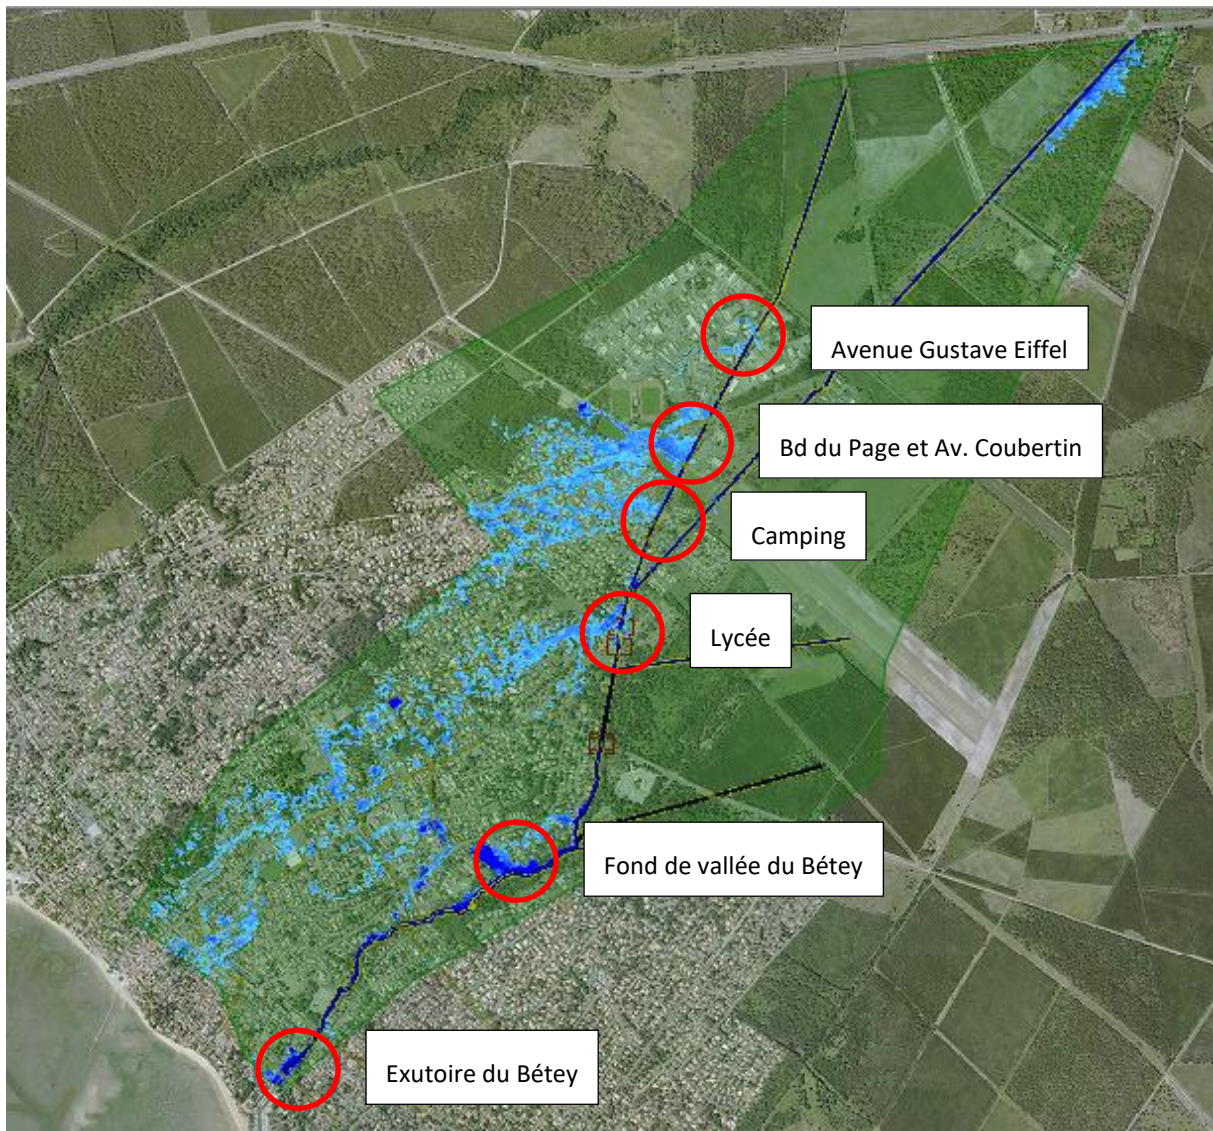 Avenue Gustave Eiffel
Bd du Page et Av. Coubertin
Camping
Lycée
Fond de vallée du Bétey
Exutoire du Bétey